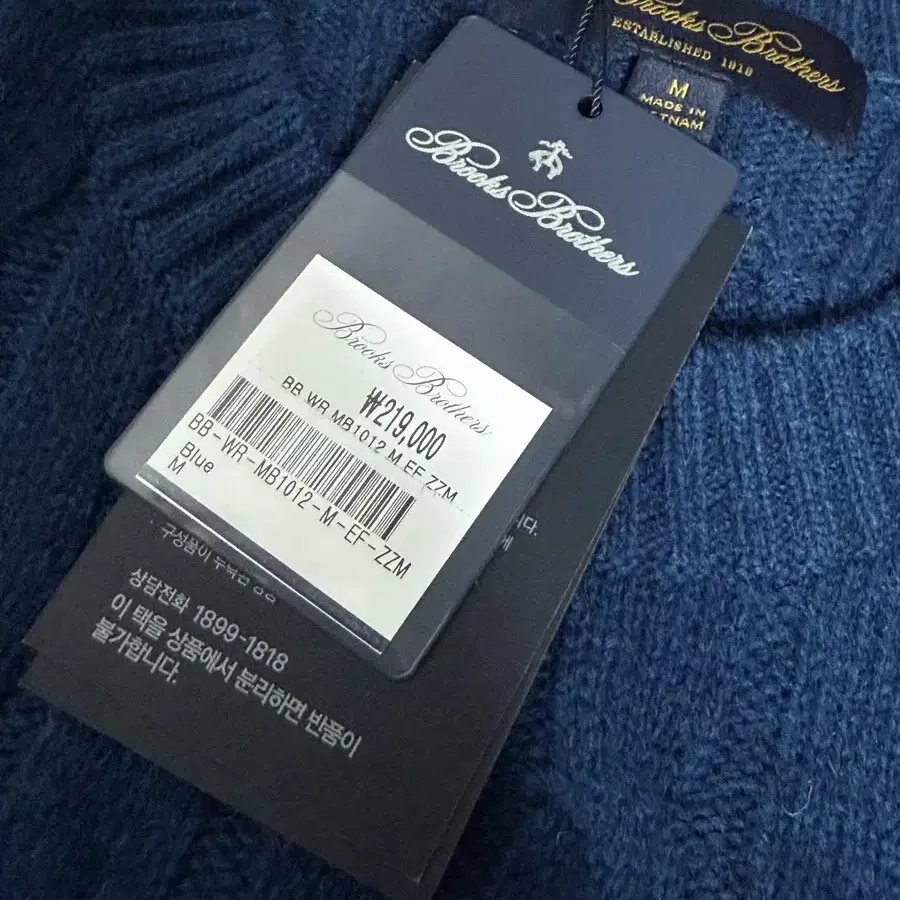 Brooks Brothers
ESTABLISHED 1818
M
MADE IN
Brooks Brothers
Brooks Brothers
₩219,000
BB WR MB1012 M EF ZZM
BB-WR-MB1012-M-EF-ZZM
Blue
M
상담전화 1899-1818
이 택을 상품에서 분리하면 반품이
불가합니다.